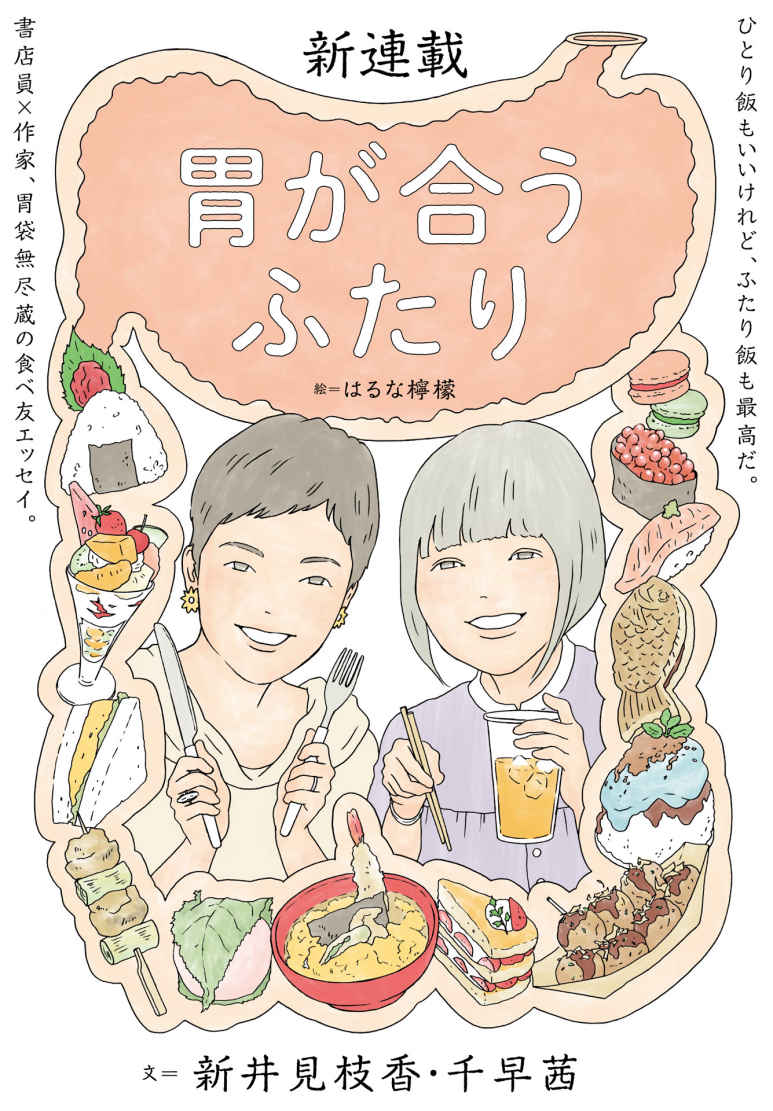 新連載
ひとり飯もいいけれど、ふたり飯も最高だ。
胃が合う
ふたり
絵=はるな檸檬
書店員×作家、胃袋無尽蔵の食べ友エッセイ。
文=新井見枝香・千早茜